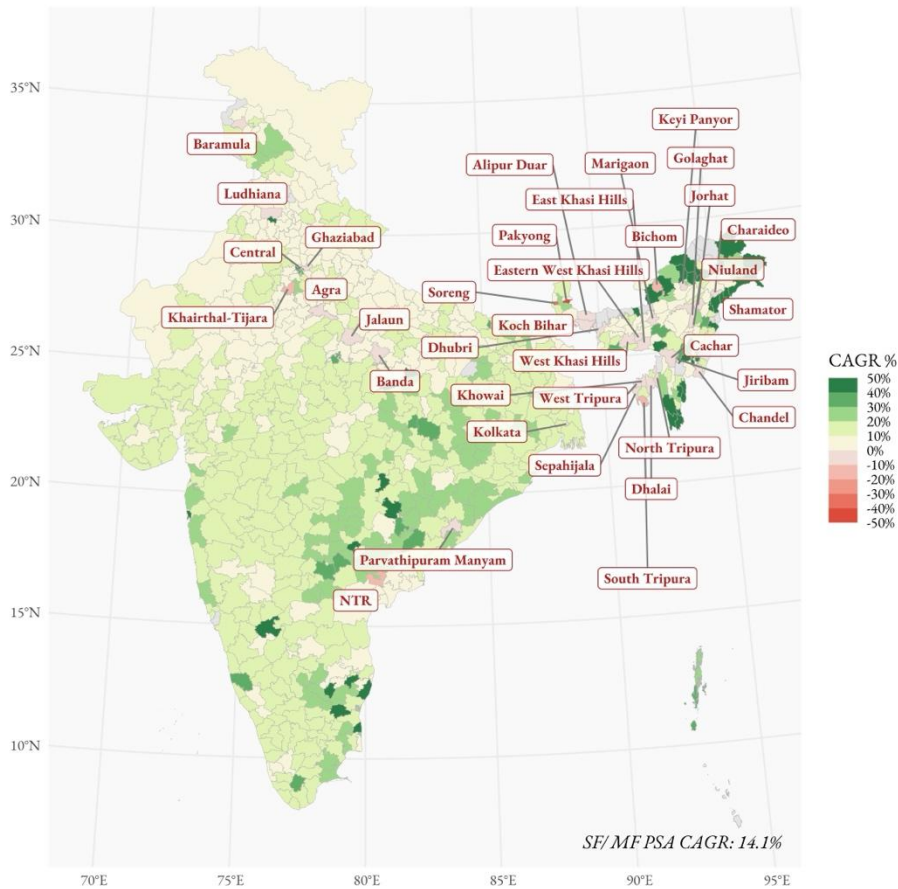 35°N
30°N
25°N
20°N
15°N
10°N
Keyi Panyor
Baramula
Alipur Duar
Marigaon
Golaghat
Ludhiana
East Khasi Hills
Jorhat
Central
Ghaziabad
Pakyong
Bichom
Charaideo
Eastern West Khasi Hills
Niuland
Khairthal-Tijara
Agra
Soreng
Shamator
Jalaun
Koch Bihar
Dhubri
West Khasi Hills
Cachar
Banda
Khowai
West Tripura
Jiribam
Chandel
Kolkata
North Tripura
Sepahijala
Dhalai
Parvathipuram Manyam
South Tripura
NTR
CAGR %
50%
40%
30%
20%
10%
0%
-10%
-20%
-30%
-40%
-50%
SF/ MF PSA CAGR: 14.1%
70°E 75°E 80°E 85°E 90°E 95°E